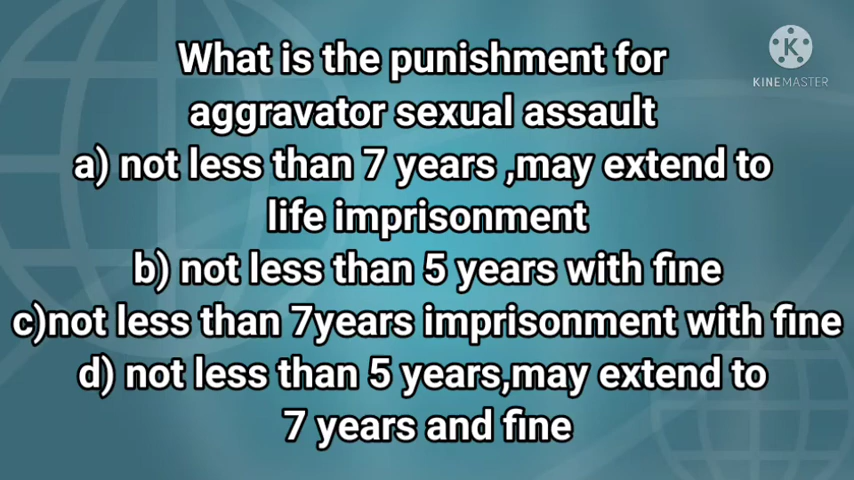 What is the punishment for
aggravator sexual assault
a) not less than 7 years ,may extend to
life imprisonment
b) not less than 5 years with fine
c)not less than 7years imprisonment with fine
d) not less than 5 years,may extend to
7 years and fine
K
KINEMASTER